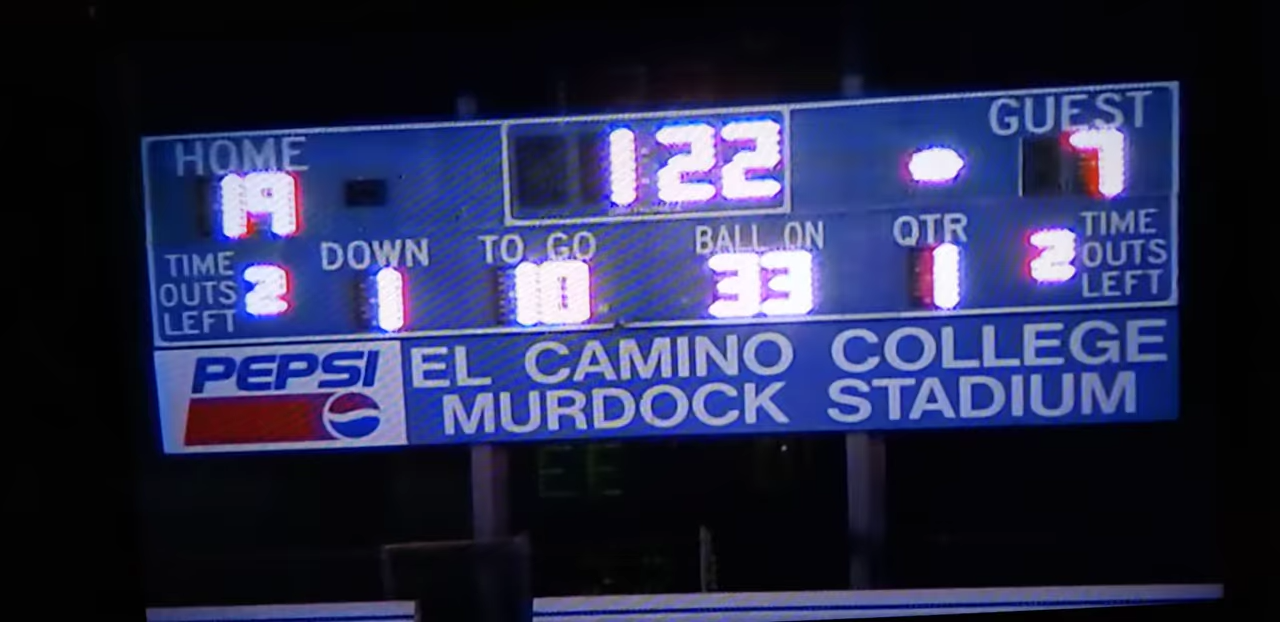 HOME 1:22 GUEST
19 7
DOWN TO GO BALL ON QTR
TIME OUTS LEFT 2 1 10 33 1 2 TIME OUTS LEFT
PEPSI
EL CAMINO COLLEGE
MURDOCK STADIUM